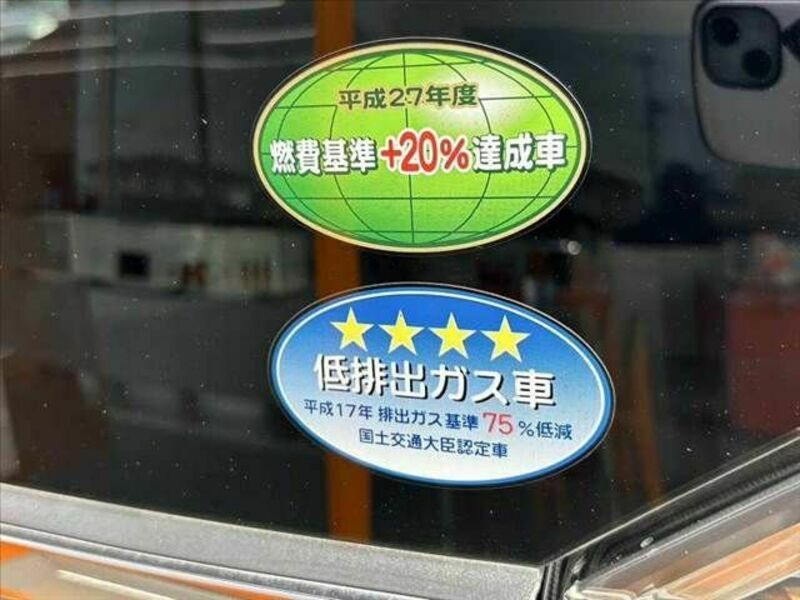 平成27年度
燃費基準+20%達成車
低排出ガス車
平成17年 排出ガス基準75%低減
国土交通大臣認定車